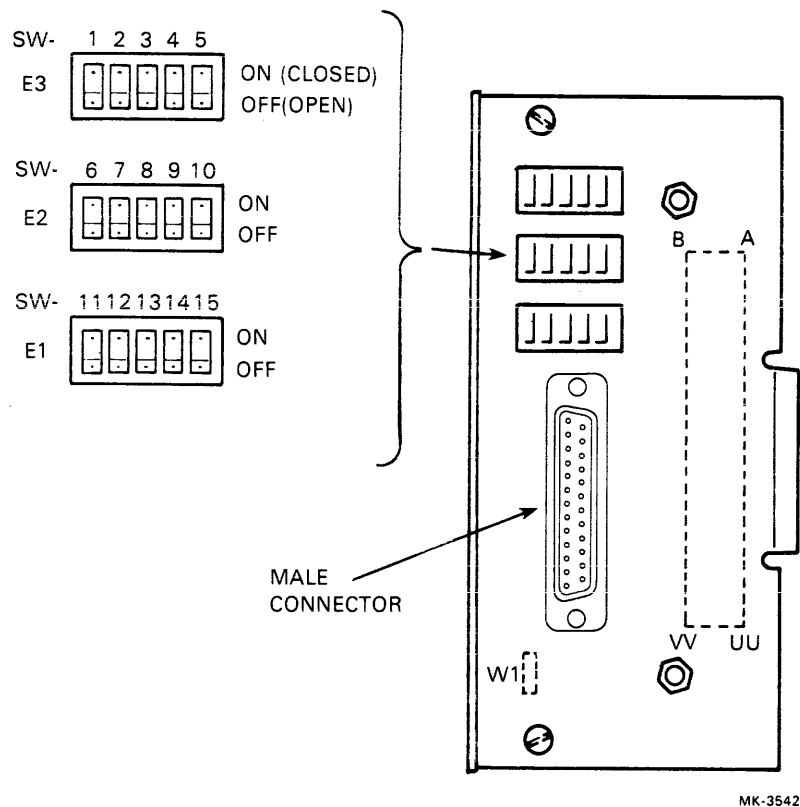 SW- 1 2 3 4 5
E3
ON (CLOSED)
OFF(OPEN)
SW- 6 7 8 9 10
E2
ON
OFF
SW- 11 12 13 14 15
E1
ON
OFF
B A
MALE
CONNECTOR
VV UU
W1
MK-3542